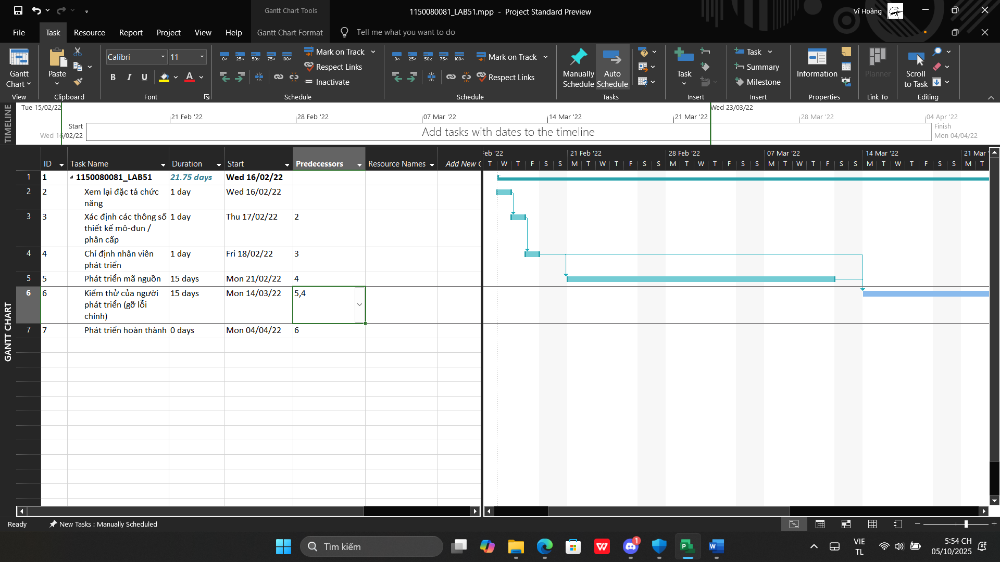 Gantt Chart Tools
1150080081_LAB51.mpp - Project Standard Preview
Vĩ Hoàng
File Task Resource Report Project View Help Gantt Chart Format Tell me what you want to do
Gantt Chart
View
Paste
Clipboard
Calibri 11
B I U A
Font
0% 25% 50% 75% 100%
Mark on Track
Respect Links
Inactivate
Schedule
0% 25% 50% 75% 100%
Mark on Track
Respect Links
Schedule
Manually Schedule
Auto Schedule
Tasks
Task
Insert
Task
Summary
Milestone
Insert
Information
Properties
Planner
Link To
Scroll to Task
Editing
TIMELINE
Tue 15/02/22
Wed 23/03/22
21 Feb '22 28 Feb '22 07 Mar '22 14 Mar '22 21 Mar '22 28 Mar '22 04 Apr '22
Start
Wed 16/02/22
Add tasks with dates to the timeline
Finish
Mon 04/04/22
GANTT CHART
ID Task Name Duration Start Predecessors Resource Names Add New C
eb '22 21 Feb '22 28 Feb '22 07 Mar '22 14 Mar '22 21 Mar '
T W T F S S M T W T F S S M T W T F S S M T W T F S S M T W T F S S M T
1 1 1150080081_LAB51 21.75 days Wed 16/02/22
2 2 Xem lại đặc tả chức 1 day Wed 16/02/22
năng
3 3 Xác định các thông số 1 day Thu 17/02/22 2
thiết kế mô-đun /
phân cấp
4 4 Chỉ định nhân viên 1 day Fri 18/02/22 3
phát triển
5 5 Phát triển mã nguồn 15 days Mon 21/02/22 4
6 6 Kiểm thử của người 15 days Mon 14/03/22 5,4
phát triển (gỡ lỗi
chính)
7 7 Phát triển hoàn thành 0 days Mon 04/04/22 6
Ready New Tasks : Manually Scheduled
Tìm kiếm
1
VIE
TL
5:54 CH
05/10/2025